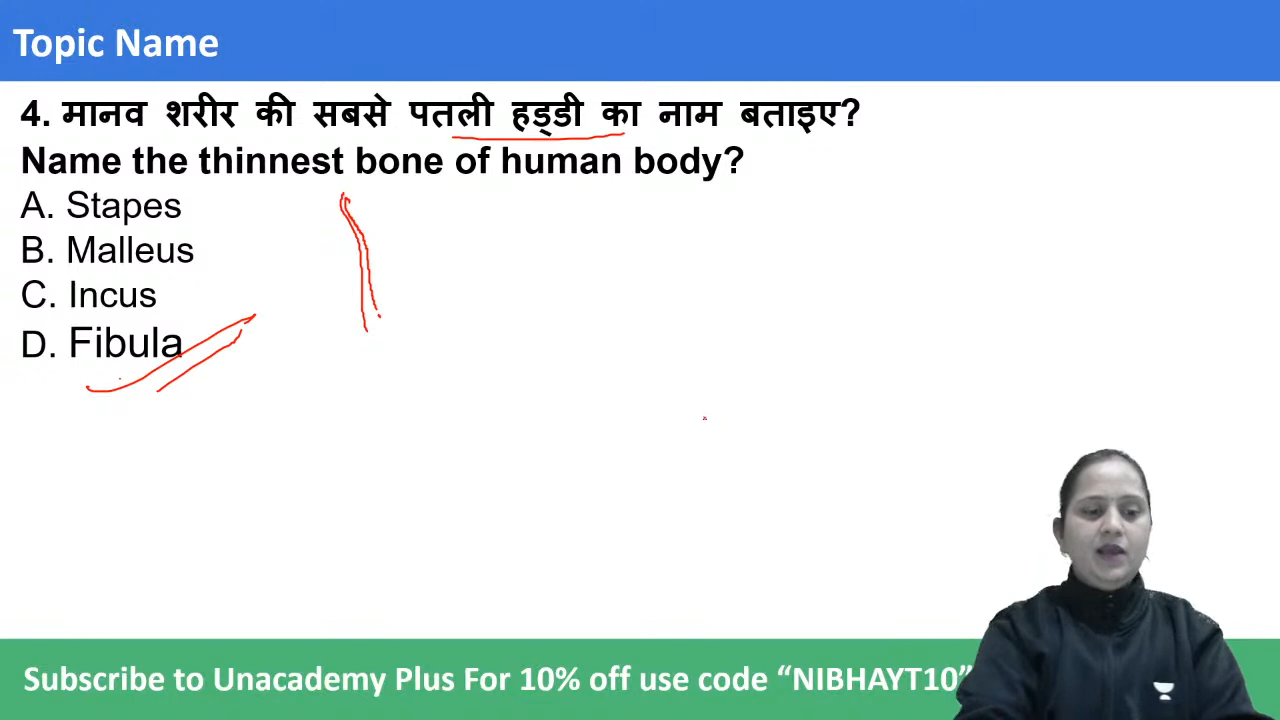 Topic Name
4. मानव शरीर की सबसे पतली हड्डी का नाम बताइए?
Name the thinnest bone of human body?
A. Stapes
B. Malleus
C. Incus
D. Fibula
Subscribe to Unacademy Plus For 10% off use code “NIBHAYT10”